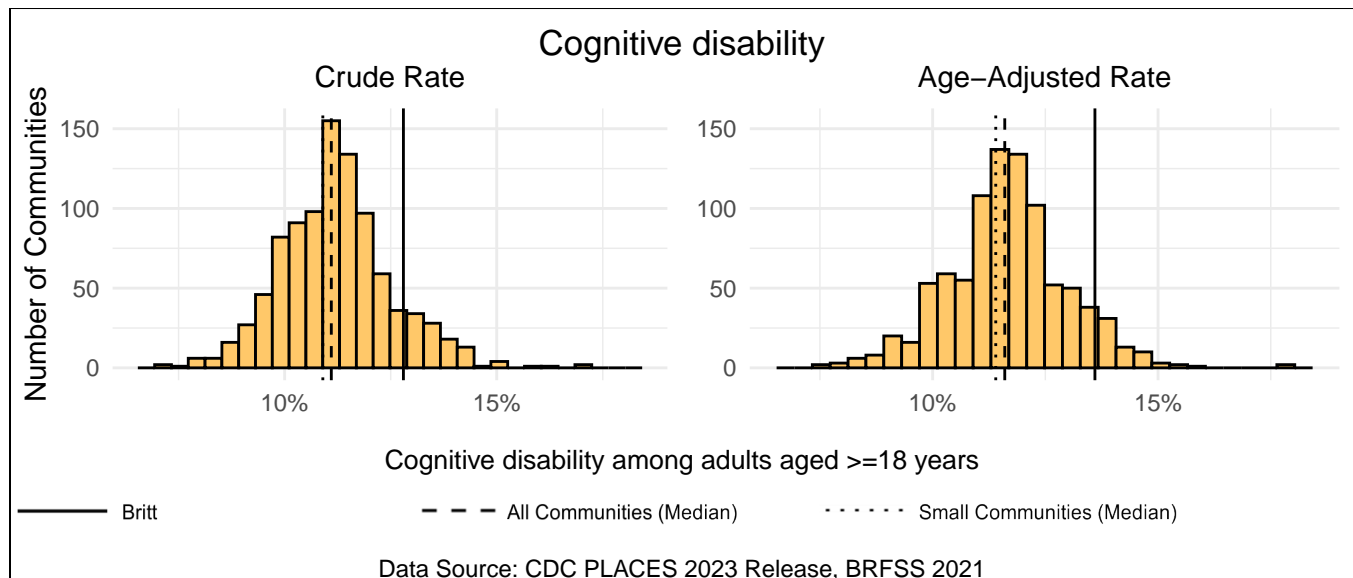 Cognitive disability
Crude Rate
Age−Adjusted Rate
Number of Communities
150
100
50
0
10%
15%
150
100
50
0
10%
15%
Cognitive disability among adults aged >=18 years
Britt
All Communities (Median)
Small Communities (Median)
Data Source: CDC PLACES 2023 Release, BRFSS 2021